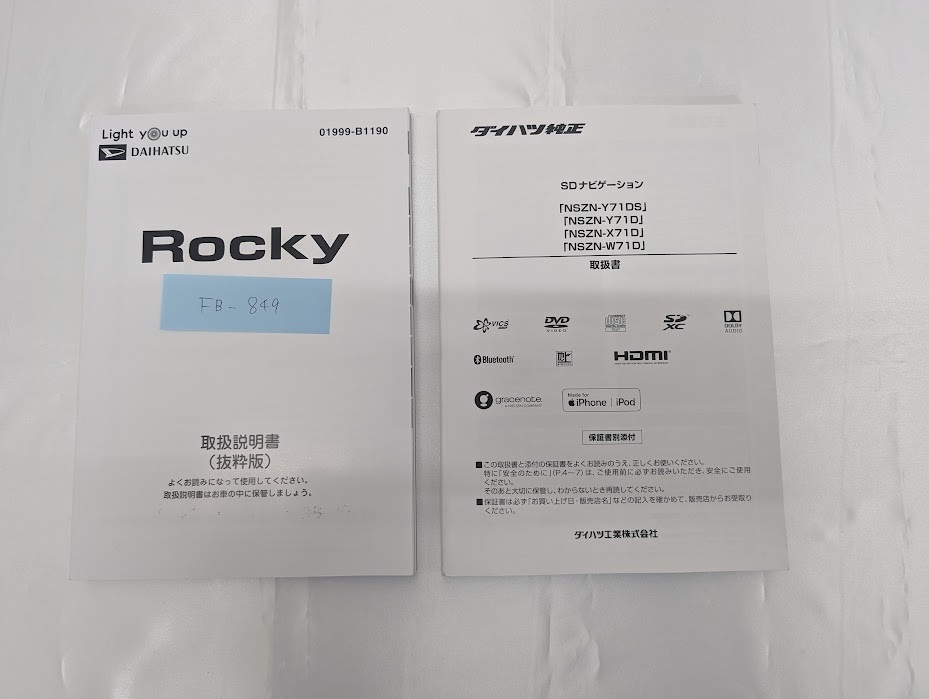 Light you up
DAIHATSU
01999-B1190
Rocky
FB-849
取扱説明書
（抜粋版）
よくお読みになって使用してください。
取扱説明書はお車の中に保管しましょう。
ダイハツ純正
SDナビゲーション
「NSZN-Y71DS」
「NSZN-Y71D」
「NSZN-X71D」
「NSZN-W71D」
取扱書
VICS
DVD
VIDEO
COMPACT
SD
XC
DOLBY
AUDIO
Bluetooth
HDMI
gracenote.
A NIELSEN COMPANY
Made for
iPhone | iPod
保証書別添付
■この取扱書と添付の保証書をよくお読みのうえ、正しくお使いください。
特に「安全のために」（P.4〜7）は、ご使用前に必ずお読みいただき、安全にご使用
ください。
そのあと大切に保管し、わからないとき再読してください。
■保証書は必ず「お買い上げ日・販売店名」などの記入を確かめて、販売店からお受取り
ください。
ダイハツ工業株式会社